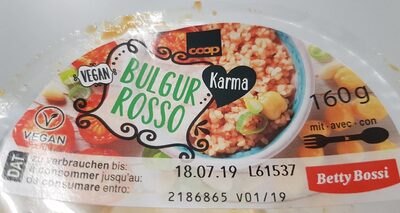 coop
VEGAN
BULGUR
ROSSO
Karma
160g
mit • avec • con
VEGAN
DAT
zu verbrauchen bis:
à consommer jusqu'au:
da consumare entro:
18.07.19 L61537
2186865 V01/19
Betty Bossi